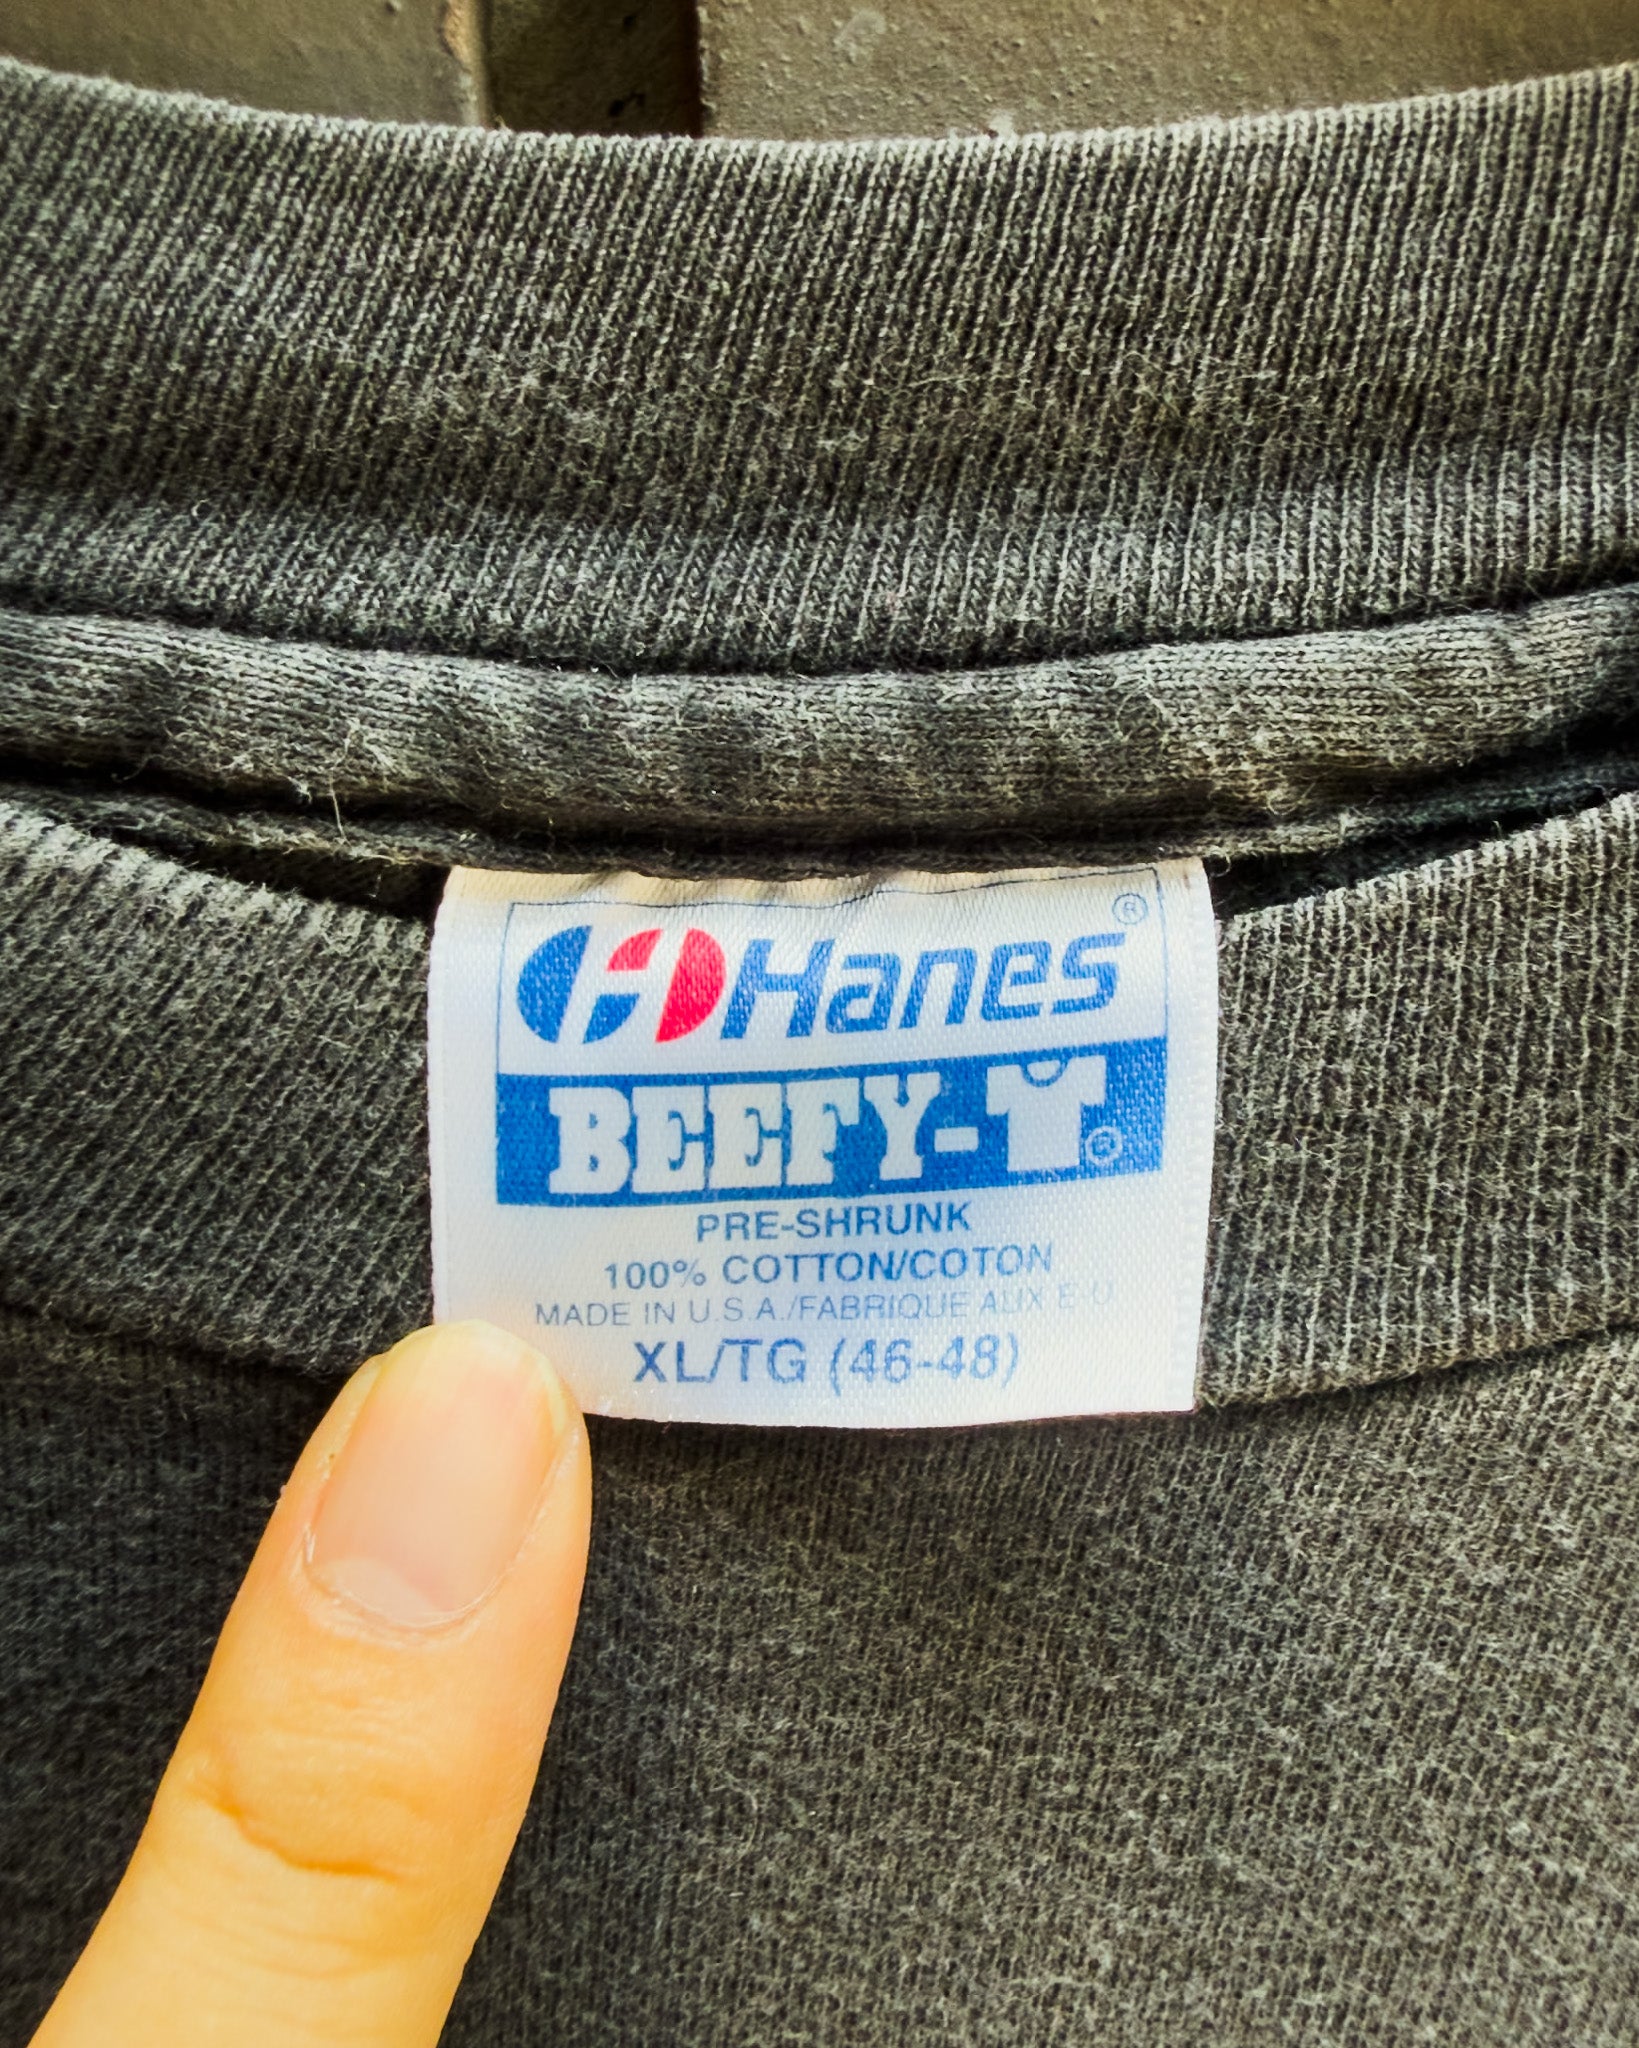 Hanes®
BEEFY-T®
PRE-SHRUNK
100% COTTON/COTON
MADE IN U.S.A./FABRIQUE AUX E-U
XL/TG (46-48)